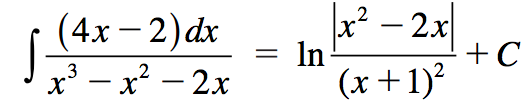 ∫ (4x − 2)dx / (x³ − x² − 2x) = ln |x² − 2x| / (x + 1)² + C